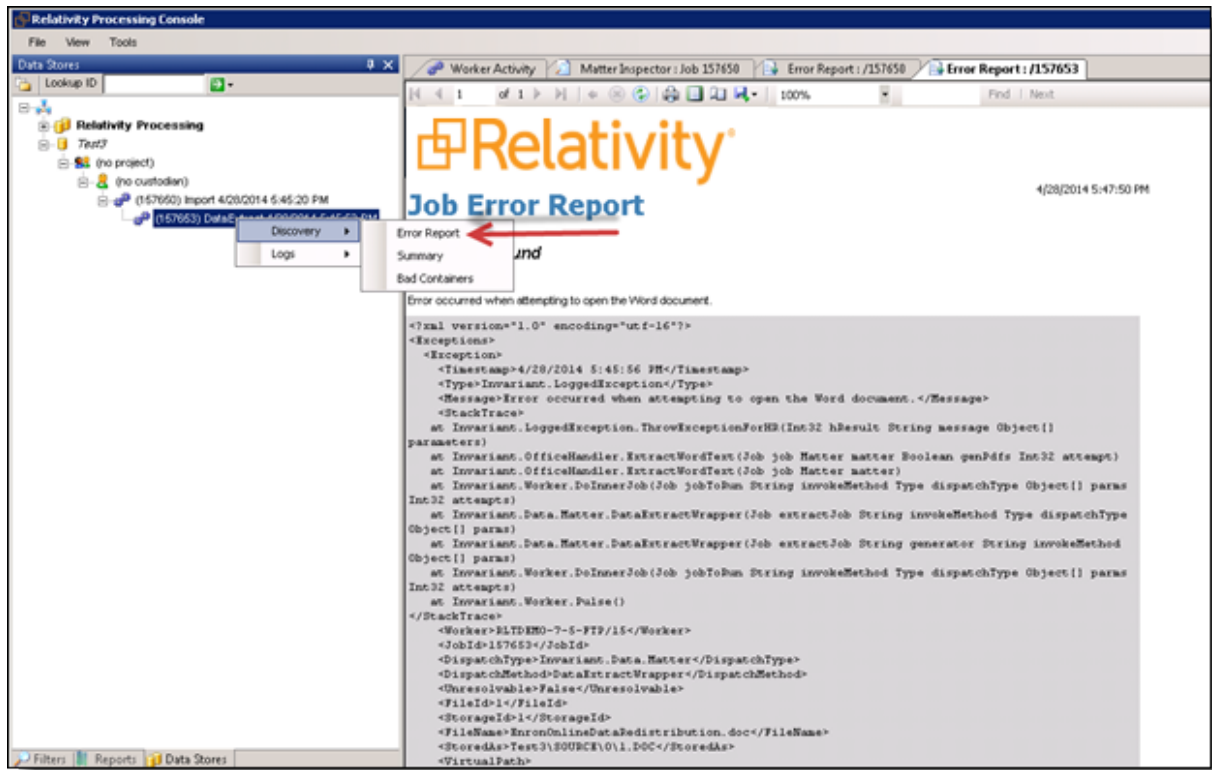 Relativity Processing Console
File View Tools
Data Stores
Lookup ID
Relativity Processing
Test3
(no project)
(no custodian)
(157650) Import 4/28/2014 5:45:20 PM
(157653) DataExtract 4/28/2014 5:45:53 PM
Discovery
Logs
Error Report
Summary
Bad Containers
Filters Reports Data Stores
Worker Activity Matter Inspector : Job 157650 Error Report : /157650 Error Report : /157653
1 of 1 100% Find | Next
Relativity
4/28/2014 5:47:50 PM
Job Error Report
und
Error occurred when attempting to open the Word document.
<?xml version="1.0" encoding="utf-16"?>
<Exceptions>
<Exception>
<Timestamp>4/28/2014 5:45:56 PM</Timestamp>
<Type>Invariant.LoggedException</Type>
<Message>Error occurred when attempting to open the Word document.</Message>
<StackTrace>
at Invariant.LoggedException.ThrowExceptionForHR(Int32 hResult String message Object[]
parameters)
at Invariant.OfficeHandler.ExtractWordText(Job job Matter matter Boolean genPdfs Int32 attempt)
at Invariant.OfficeHandler.ExtractWordText(Job job Matter matter)
at Invariant.Worker.DoInnerJob(Job jobToRun String invokeMethod Type dispatchType Object[] parms
Int32 attempts)
at Invariant.Data.Matter.DataExtractWrapper(Job extractJob String invokeMethod Type dispatchType
Object[] parms)
at Invariant.Data.Matter.DataExtractWrapper(Job extractJob String generator String invokeMethod
Object[] parms)
at Invariant.Worker.DoInnerJob(Job jobToRun String invokeMethod Type dispatchType Object[] parms
Int32 attempts)
at Invariant.Worker.Pulse()
</StackTrace>
<Worker>RLTDEMO-7-5-FTP/15</Worker>
<JobId>157653</JobId>
<DispatchType>Invariant.Data.Matter</DispatchType>
<DispatchMethod>DataExtractWrapper</DispatchMethod>
<Unresolvable>False</Unresolvable>
<FileId>1</FileId>
<StorageId>1</StorageId>
<FileName>EnronOnlineDataRedistribution.doc</FileName>
<StoredAs>Test3\SOURCE\0\1.DOC</StoredAs>
<VirtualPath>